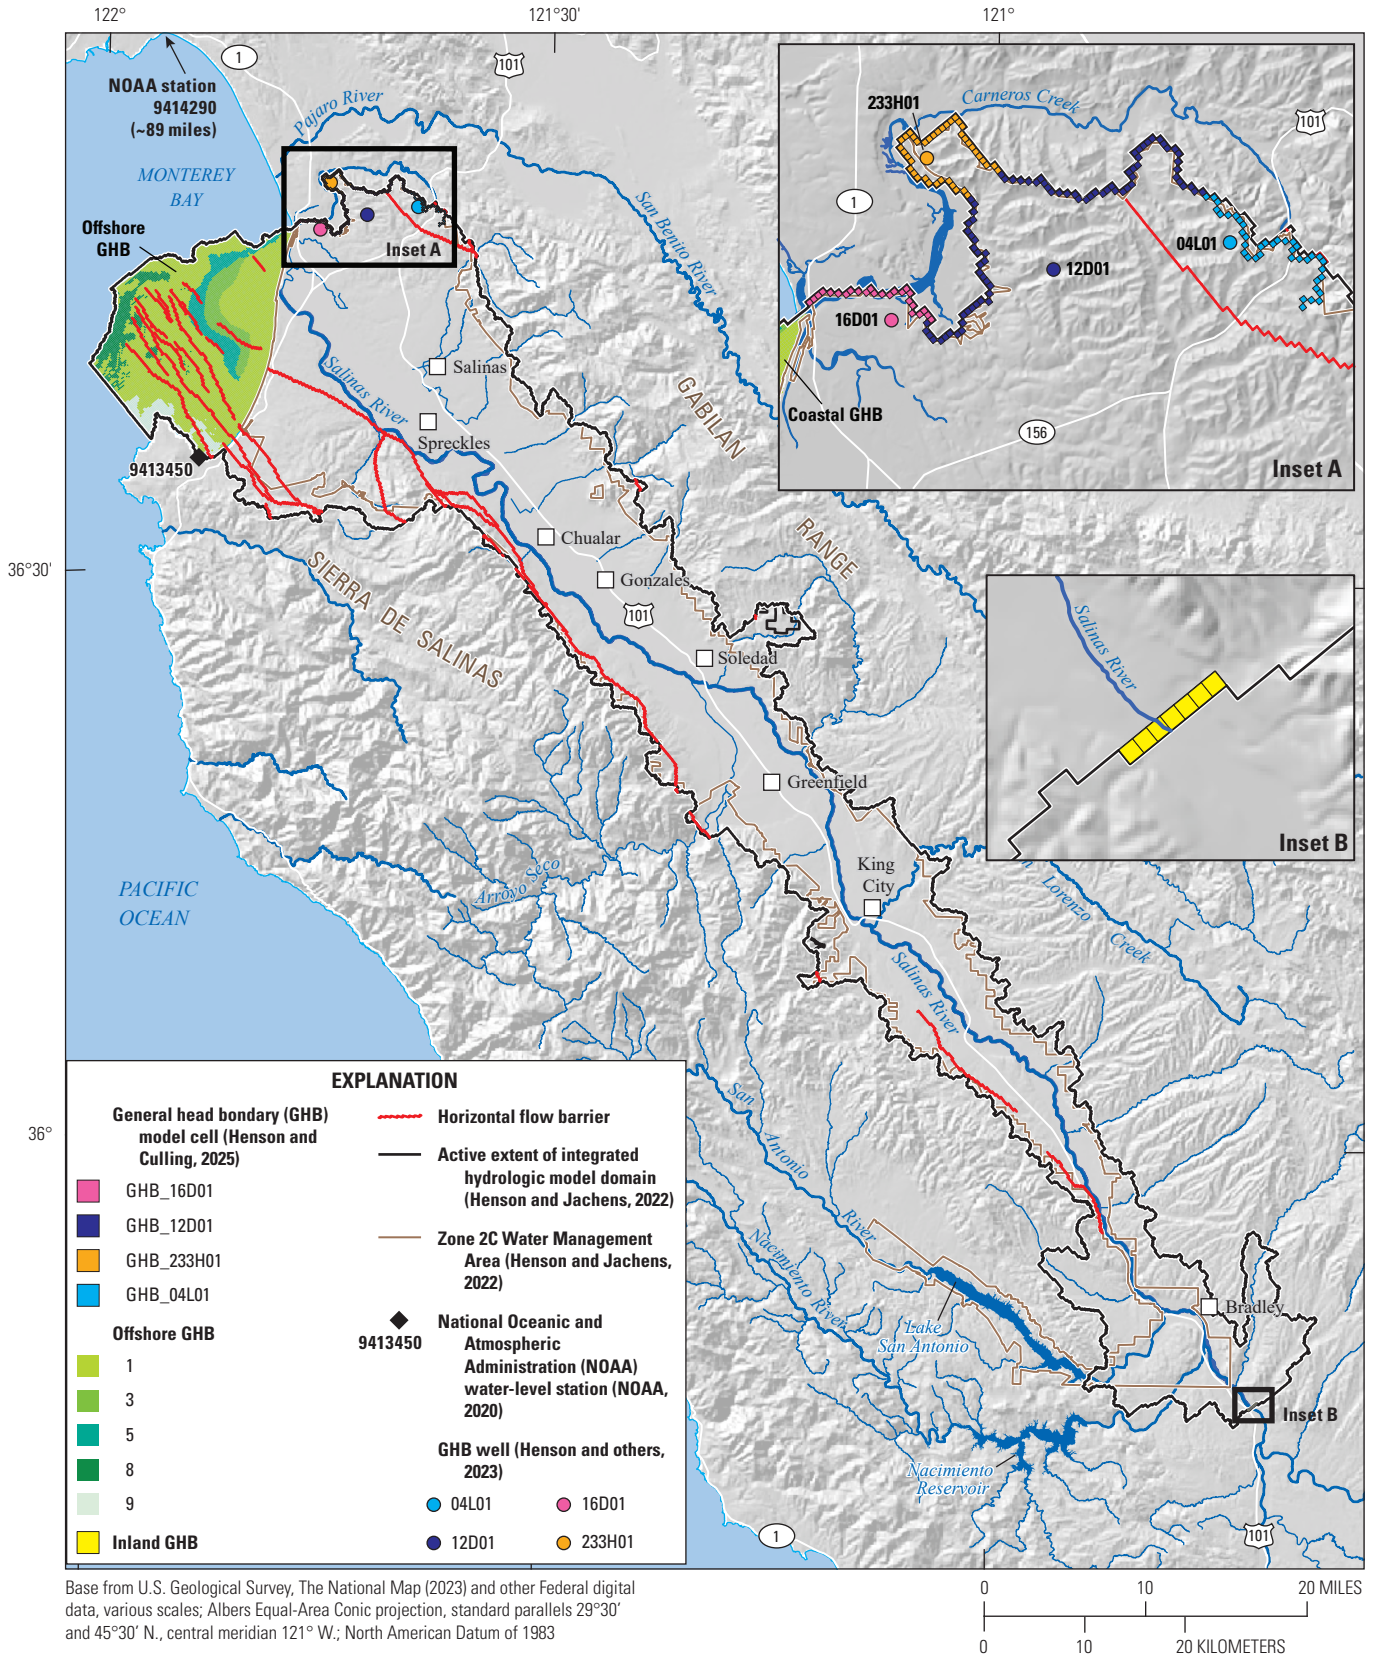 122°
121°30'
121°
NOAA station
9414290
(~89 miles)
1
101
Pajaro River
MONTEREY
BAY
Offshore
GHB
Inset A
San Benito River
Salinas
Salinas River
Spreckles
9413450
GABILAN
RANGE
Chualar
Gonzales
101
36°30'
SIERRA DE SALINAS
Soledad
Greenfield
King
City
Arroyo Seco
PACIFIC
OCEAN
Salinas River
Lorenzo
Creek
36°
San
Antonio
River
Nacimiento River
Lake
San Antonio
Bradley
Inset B
Nacimiento
Reservoir
1
101
233H01
Carneros Creek
101
1
04L01
12D01
16D01
Coastal GHB
156
Inset A
Salinas River
Inset B
EXPLANATION
General head bondary (GHB)
model cell (Henson and
Culling, 2025)
GHB_16D01
GHB_12D01
GHB_233H01
GHB_04L01
Offshore GHB
1
3
5
8
9
Inland GHB
Horizontal flow barrier
Active extent of integrated
hydrologic model domain
(Henson and Jachens, 2022)
Zone 2C Water Management
Area (Henson and Jachens,
2022)
9413450
National Oceanic and
Atmospheric
Administration (NOAA)
water-level station (NOAA,
2020)
GHB well (Henson and others,
2023)
04L01
16D01
12D01
233H01
Base from U.S. Geological Survey, The National Map (2023) and other Federal digital
data, various scales; Albers Equal-Area Conic projection, standard parallels 29°30'
and 45°30' N., central meridian 121° W.; North American Datum of 1983
0 10 20 MILES
0 10 20 KILOMETERS